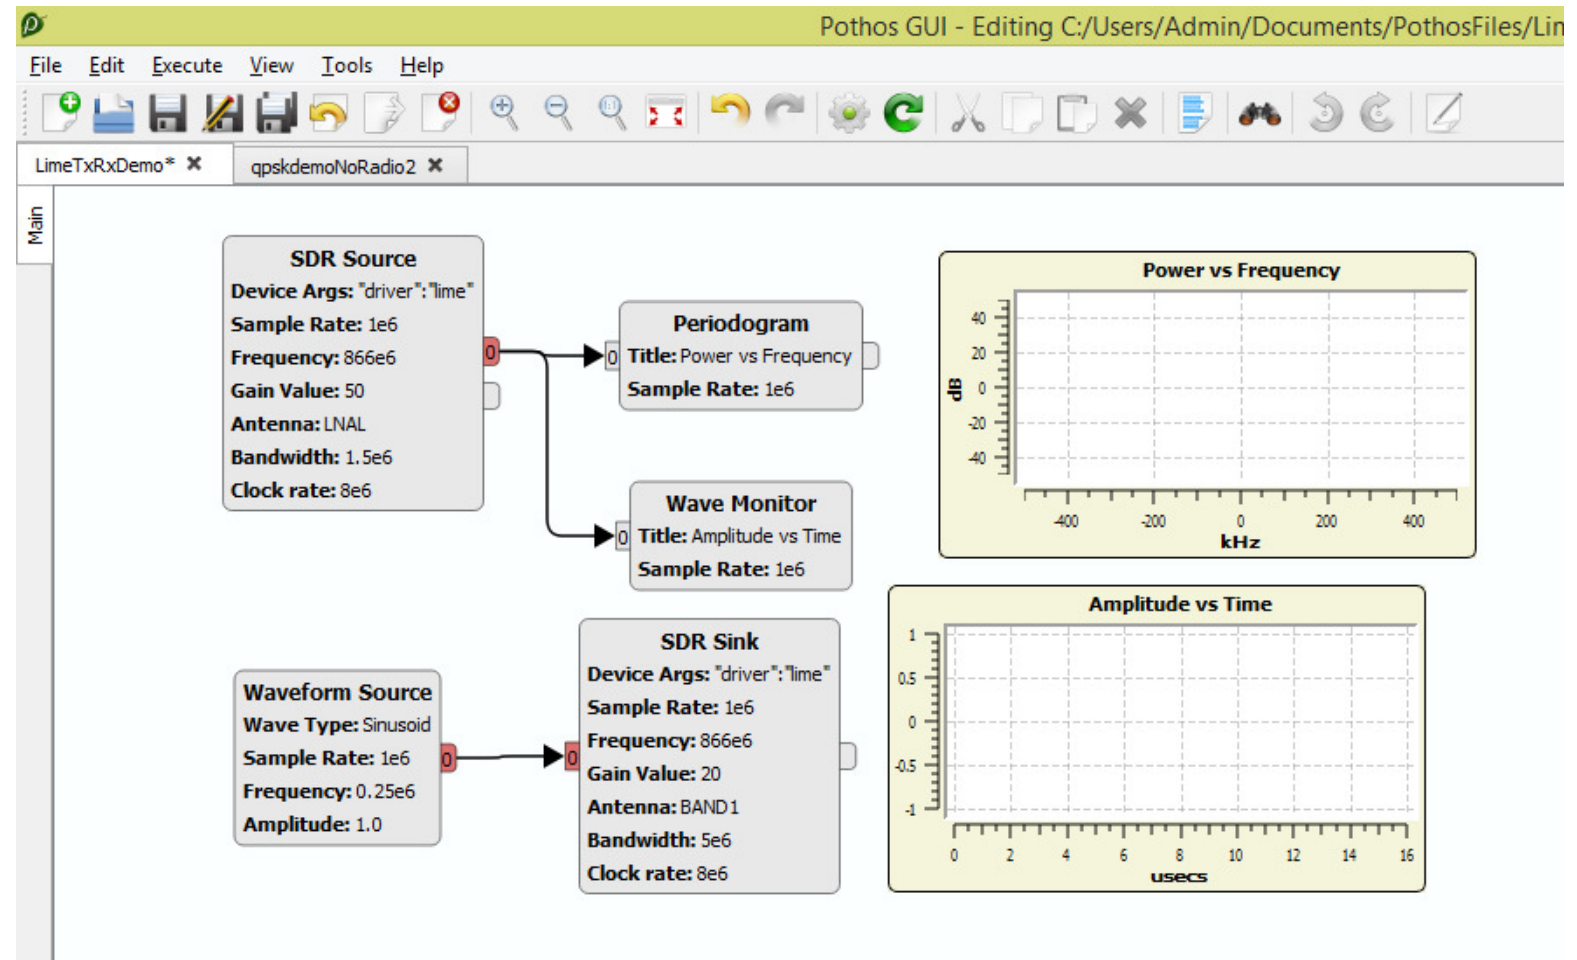 Pothos GUI - Editing C:/Users/Admin/Documents/PothosFiles/Lin
File Edit Execute View Tools Help
LimeTxRxDemo* qpskdemoNoRadio2
Main
SDR Source
Device Args: "driver":"lime"
Sample Rate: 1e6
Frequency: 866e6
Gain Value: 50
Antenna: LNAL
Bandwidth: 1.5e6
Clock rate: 8e6
0
0
Periodogram
Title: Power vs Frequency
Sample Rate: 1e6
0
Wave Monitor
Title: Amplitude vs Time
Sample Rate: 1e6
Waveform Source
Wave Type: Sinusoid
Sample Rate: 1e6
Frequency: 0.25e6
Amplitude: 1.0
0
0
SDR Sink
Device Args: "driver":"lime"
Sample Rate: 1e6
Frequency: 866e6
Gain Value: 20
Antenna: BAND1
Bandwidth: 5e6
Clock rate: 8e6
Power vs Frequency
40
20
0
-20
-40
dB
-400 -200 0 200 400
kHz
Amplitude vs Time
1
0.5
0
-0.5
-1
0 2 4 6 8 10 12 14 16
usecs